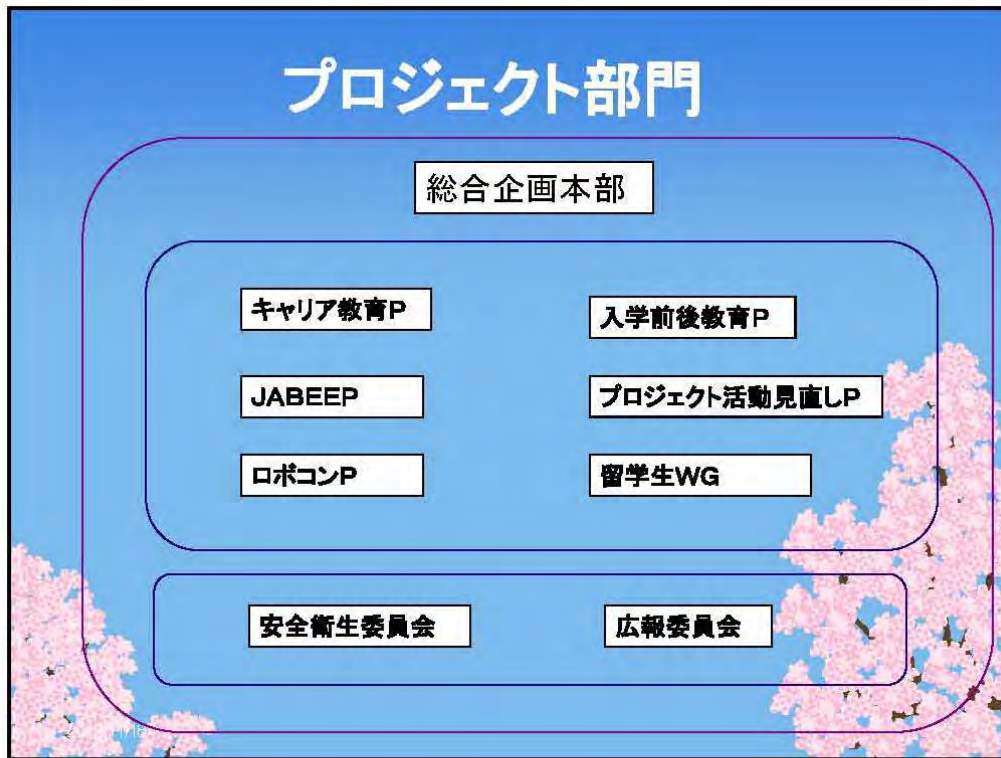 プロジェクト部門
総合企画本部
キャリア教育P
入学前後教育P
JABEEP
プロジェクト活動見直しP
ロボコンP
留学生WG
安全衛生委員会
広報委員会